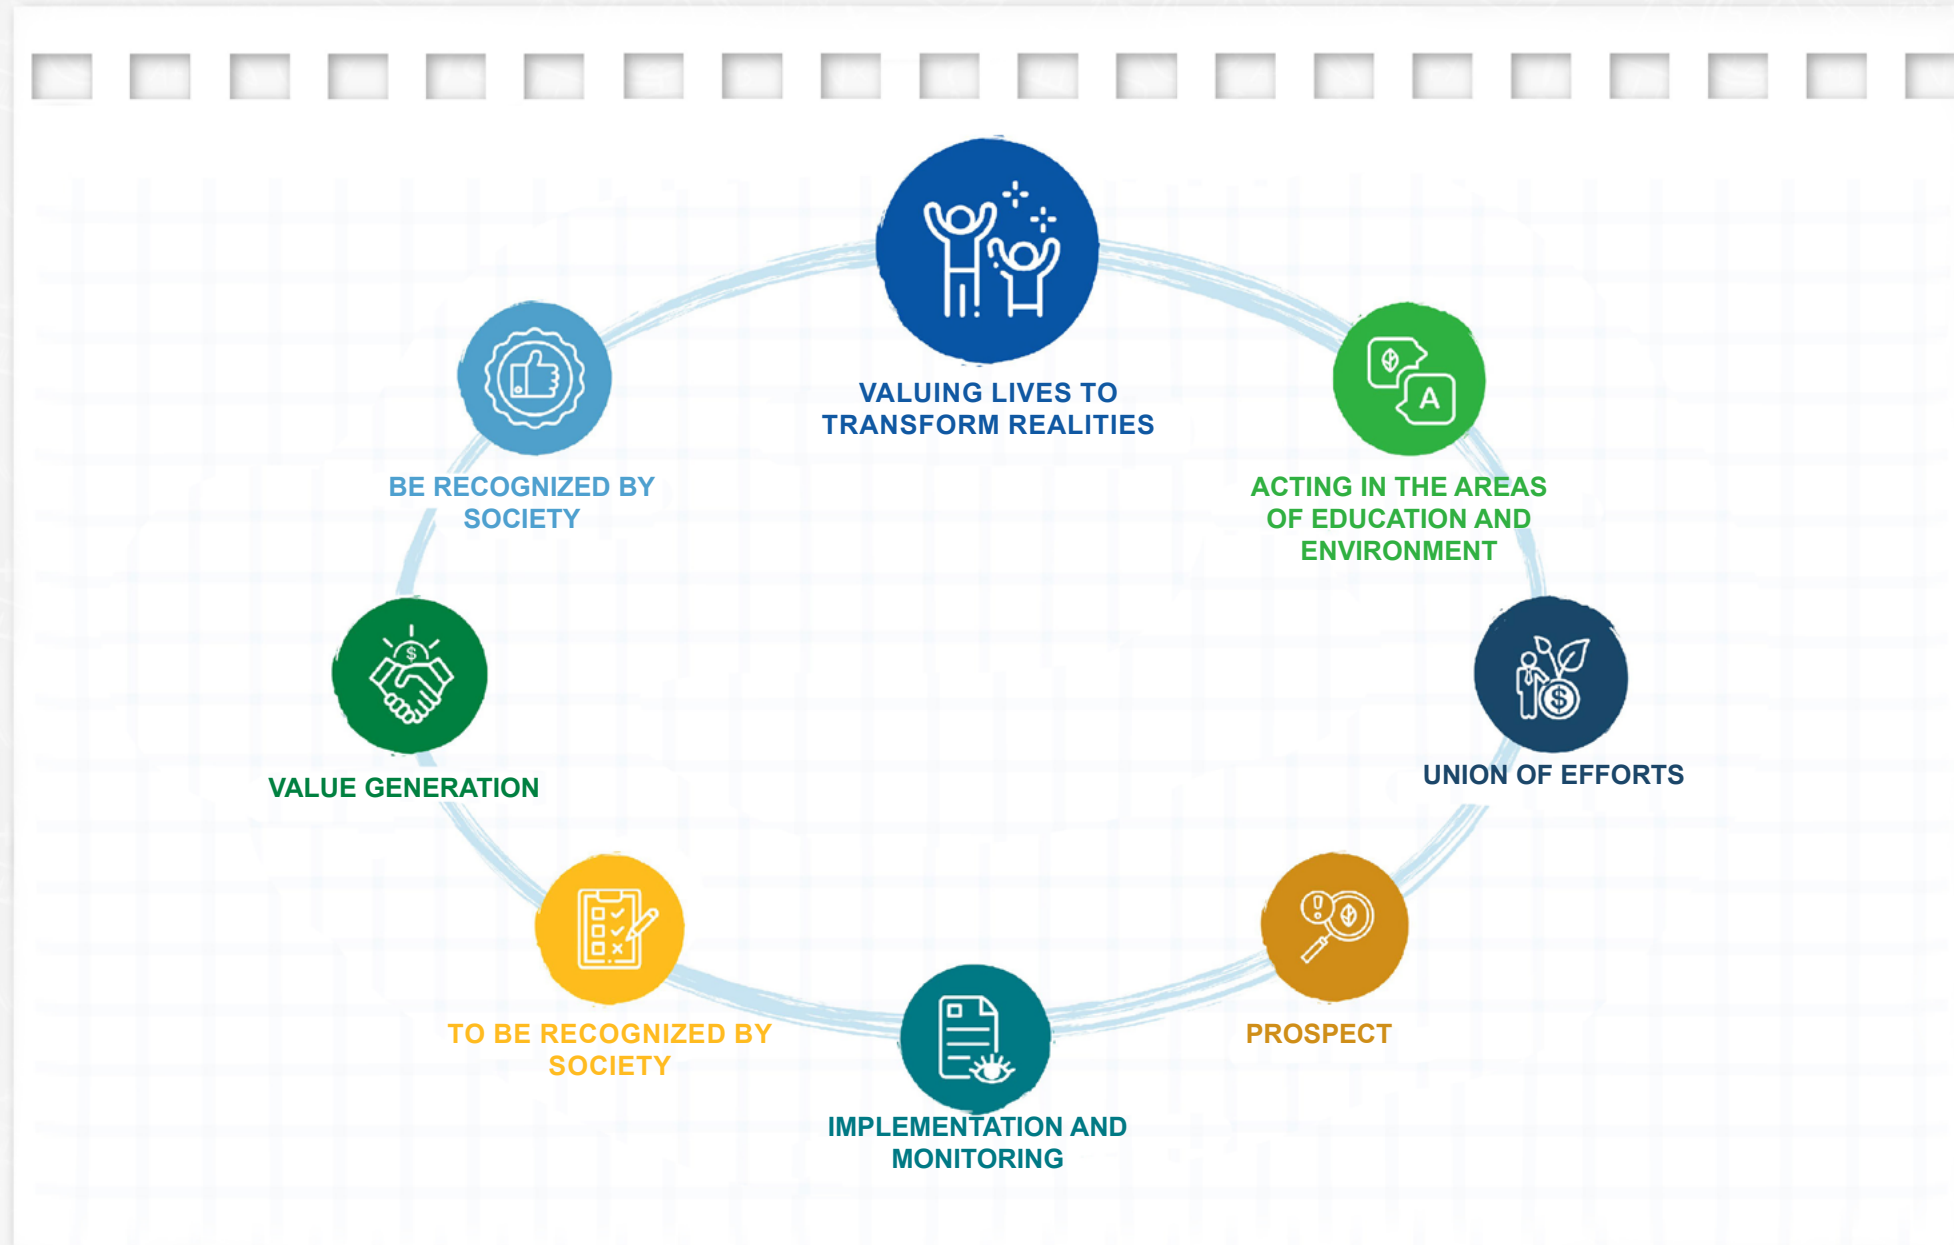 VALUING LIVES TO
TRANSFORM REALITIES
A
ACTING IN THE AREAS
OF EDUCATION AND
ENVIRONMENT
$
UNION OF EFFORTS
!
PROSPECT
IMPLEMENTATION AND
MONITORING
TO BE RECOGNIZED BY
SOCIETY
$
VALUE GENERATION
BE RECOGNIZED BY
SOCIETY